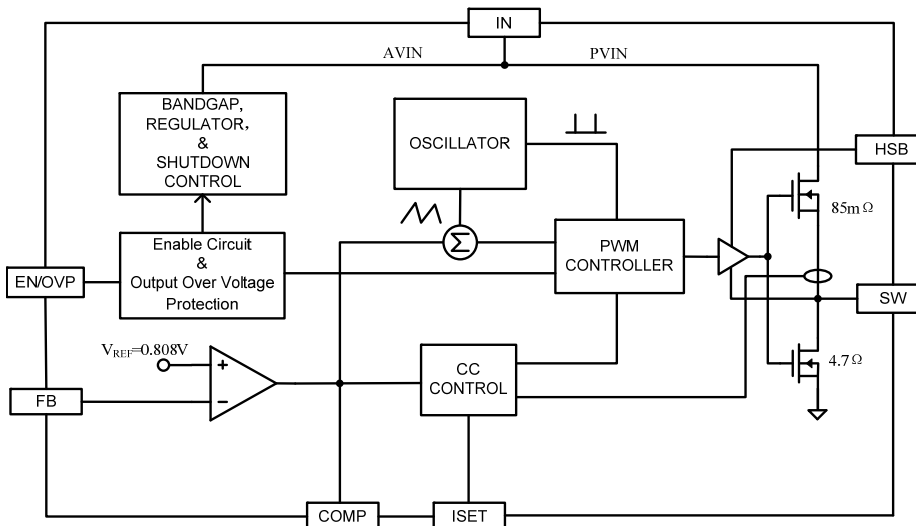 IN
AVIN
PVIN
BANDGAP,
REGULATOR,
&
SHUTDOWN
CONTROL
OSCILLATOR
HSB
85mΩ
Σ
Enable Circuit
&
Output Over Voltage
Protection
PWM
CONTROLLER
EN/OVP
SW
VREF=0.808V
+
−
CC
CONTROL
4.7Ω
FB
COMP
ISET